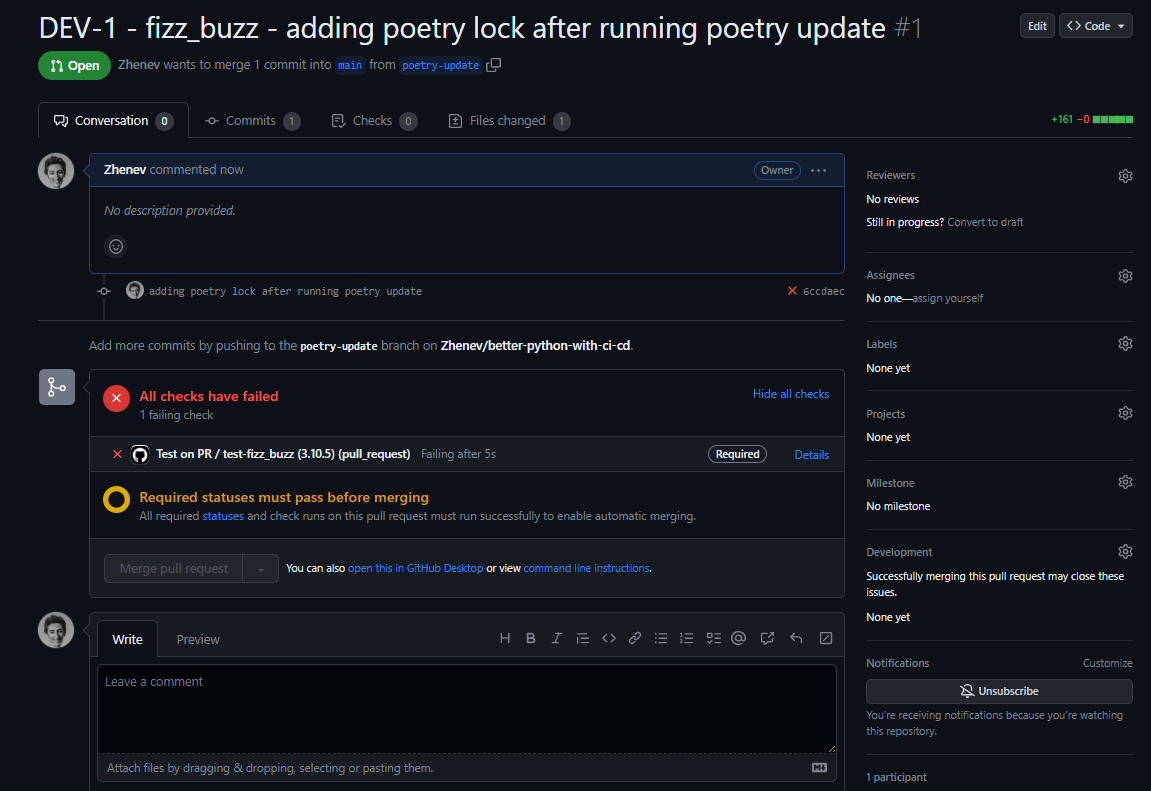 DEV-1 - fizz_buzz - adding poetry lock after running poetry update #1
Edit
Code
Open
Zhenev wants to merge 1 commit into main from poetry-update
Conversation 0
Commits 1
Checks 0
Files changed 1
+161 −0
Zhenev commented now
Owner
No description provided.
adding poetry lock after running poetry update
6ccdaec
Add more commits by pushing to the poetry-update branch on Zhenev/better-python-with-ci-cd.
All checks have failed
1 failing check
Hide all checks
Test on PR / test-fizz_buzz (3.10.5) (pull_request) Failing after 5s
Required
Details
Required statuses must pass before merging
All required statuses and check runs on this pull request must run successfully to enable automatic merging.
Merge pull request
You can also open this in GitHub Desktop or view command line instructions.
Write
Preview
Leave a comment
Attach files by dragging & dropping, selecting or pasting them.
Reviewers
No reviews
Still in progress? Convert to draft
Assignees
No one—assign yourself
Labels
None yet
Projects
None yet
Milestone
No milestone
Development
Successfully merging this pull request may close these
issues.
None yet
Notifications
Customize
Unsubscribe
You're receiving notifications because you're watching
this repository.
1 participant